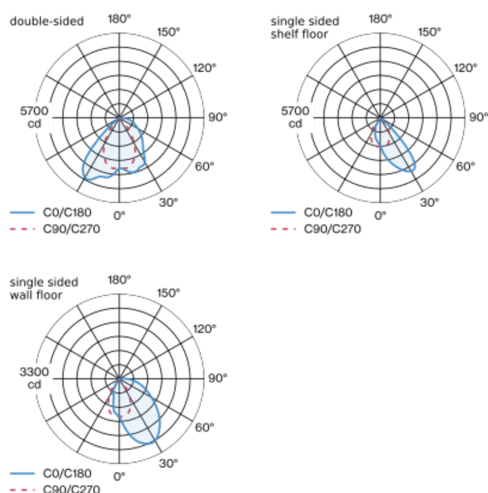 double-sided
180°
150°
120°
90°
60°
30°
0°
5700
cd
C0/C180
C90/C270
single sided
shelf floor
180°
150°
120°
90°
60°
30°
0°
5700
cd
C0/C180
C90/C270
single sided
wall floor
180°
150°
120°
90°
60°
30°
0°
3300
cd
C0/C180
C90/C270